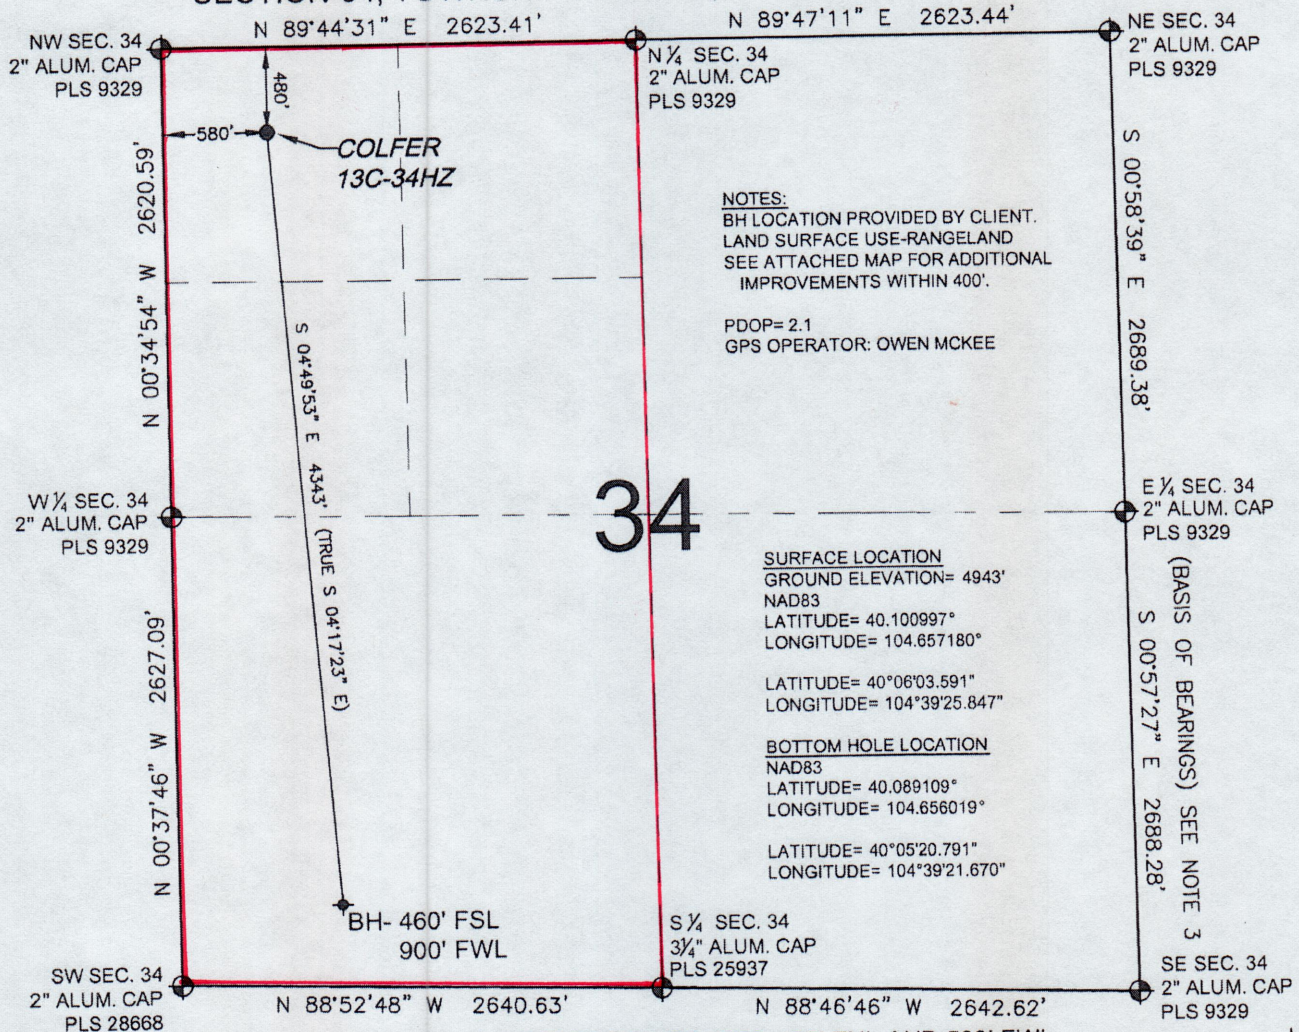 N 89°44'31" E 2623.41'
N 89°47'11" E 2623.44'
NW SEC. 34
2" ALUM. CAP
PLS 9329
N ¼ SEC. 34
2" ALUM. CAP
PLS 9329
NE SEC. 34
2" ALUM. CAP
PLS 9329
480'
580'
COLFER
13C-34HZ
N 00°34'54" W 2620.59'
S 00°58'39" E 2689.38'
NOTES:
BH LOCATION PROVIDED BY CLIENT.
LAND SURFACE USE-RANGELAND
SEE ATTACHED MAP FOR ADDITIONAL
IMPROVEMENTS WITHIN 400'.
PDOP= 2.1
GPS OPERATOR: OWEN MCKEE
S 04°49'53" E 4343' (TRUE S 04°17'23" E)
W ¼ SEC. 34
2" ALUM. CAP
PLS 9329
34
E ¼ SEC. 34
2" ALUM. CAP
PLS 9329
SURFACE LOCATION
GROUND ELEVATION= 4943'
NAD83
LATITUDE= 40.100997°
LONGITUDE= 104.657180°
LATITUDE= 40°06'03.591"
LONGITUDE= 104°39'25.847"
BOTTOM HOLE LOCATION
NAD83
LATITUDE= 40.089109°
LONGITUDE= 104.656019°
LATITUDE= 40°05'20.791"
LONGITUDE= 104°39'21.670"
N 00°37'46" W 2627.09'
S 00°57'27" E 2688.28'
(BASIS OF BEARINGS) SEE NOTE 3
BH- 460' FSL
900' FWL
SW SEC. 34
2" ALUM. CAP
PLS 28668
S ¼ SEC. 34
3¼" ALUM. CAP
PLS 25937
SE SEC. 34
2" ALUM. CAP
PLS 9329
N 88°52'48" W 2640.63'
N 88°46'46" W 2642.62'